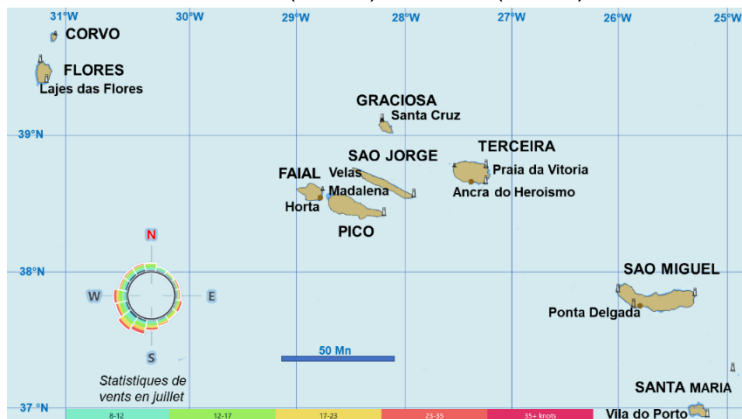 31°W
30°W
29°W
28°W
27°W
26°W
25°W
CORVO
FLORES
Lajes das Flores
GRACIOSA
Santa Cruz
39°N
TERCEIRA
SAO JORGE
Praia da Vitoria
FAIAL
Velas
Madalena
Ancra do Heroismo
Horta
PICO
N
38°N
SAO MIGUEL
W
E
Ponta Delgada
S
50 Mn
Statistiques de
vents en juillet
SANTA MARIA
37°N
8-12
12-17
17-23
23-35
35+ knots
Vila do Porto